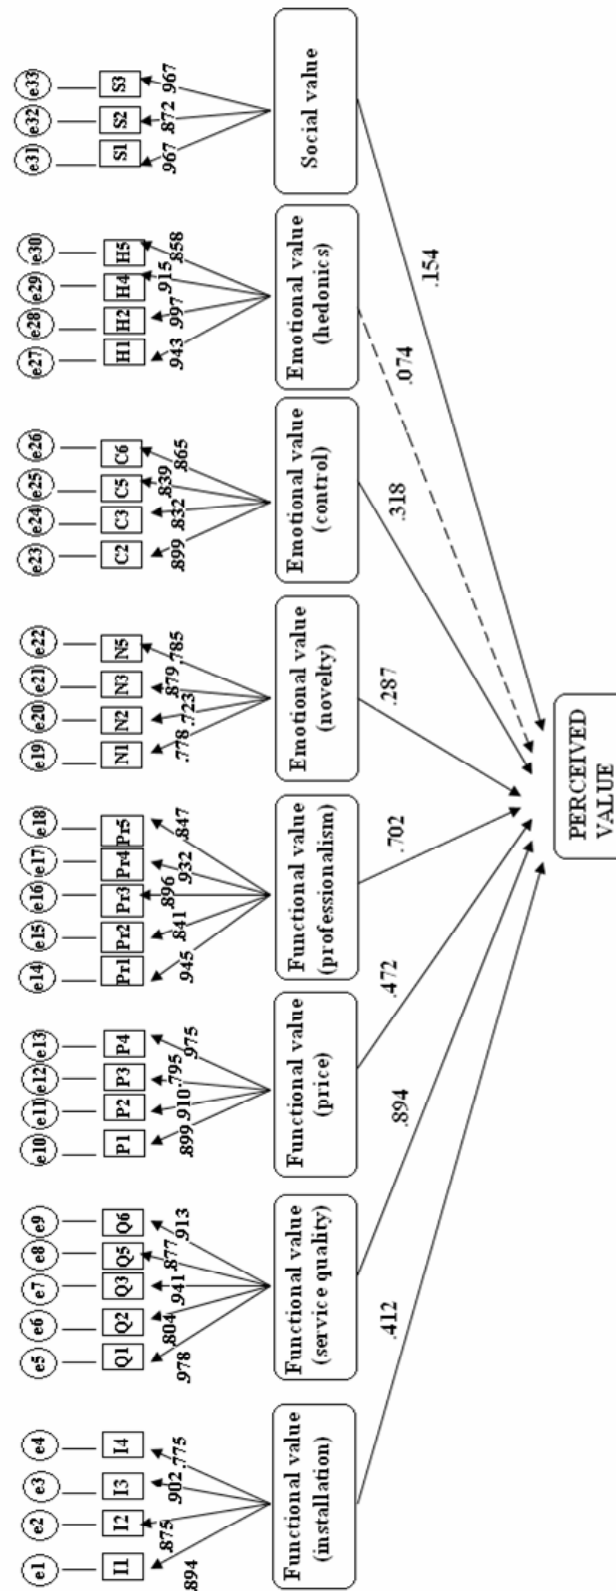 e1 e2 e3 e4 e5 e6 e7 e8 e9 e10 e11 e12 e13 e14 e15 e16 e17 e18 e19 e20 e21 e22 e23 e24 e25 e26 e27 e28 e29 e30 e31 e32 e33
I1 I2 I3 I4 Q1 Q2 Q3 Q5 Q6 P1 P2 P3 P4 Pr1 Pr2 Pr3 Pr4 Pr5 N1 N2 N3 N5 C2 C3 C5 C6 H1 H2 H4 H5 S1 S2 S3
.894 .875 .902 .775 .978 .804 .941 .877 .913 .899 .910 .795 .975 .945 .841 .896 .932 .847 .778 .723 .879 .785 .899 .832 .839 .865 .943 .997 .915 .858 .967 .872 .967
Functional value
(installation)
Functional value
(service quality)
Functional value
(price)
Functional value
(professionalism)
Emotional value
(novelty)
Emotional value
(control)
Emotional value
(hedonics)
Social value
.412 .894 .472 .702 .287 .318 .074 .154
PERCEIVED
VALUE